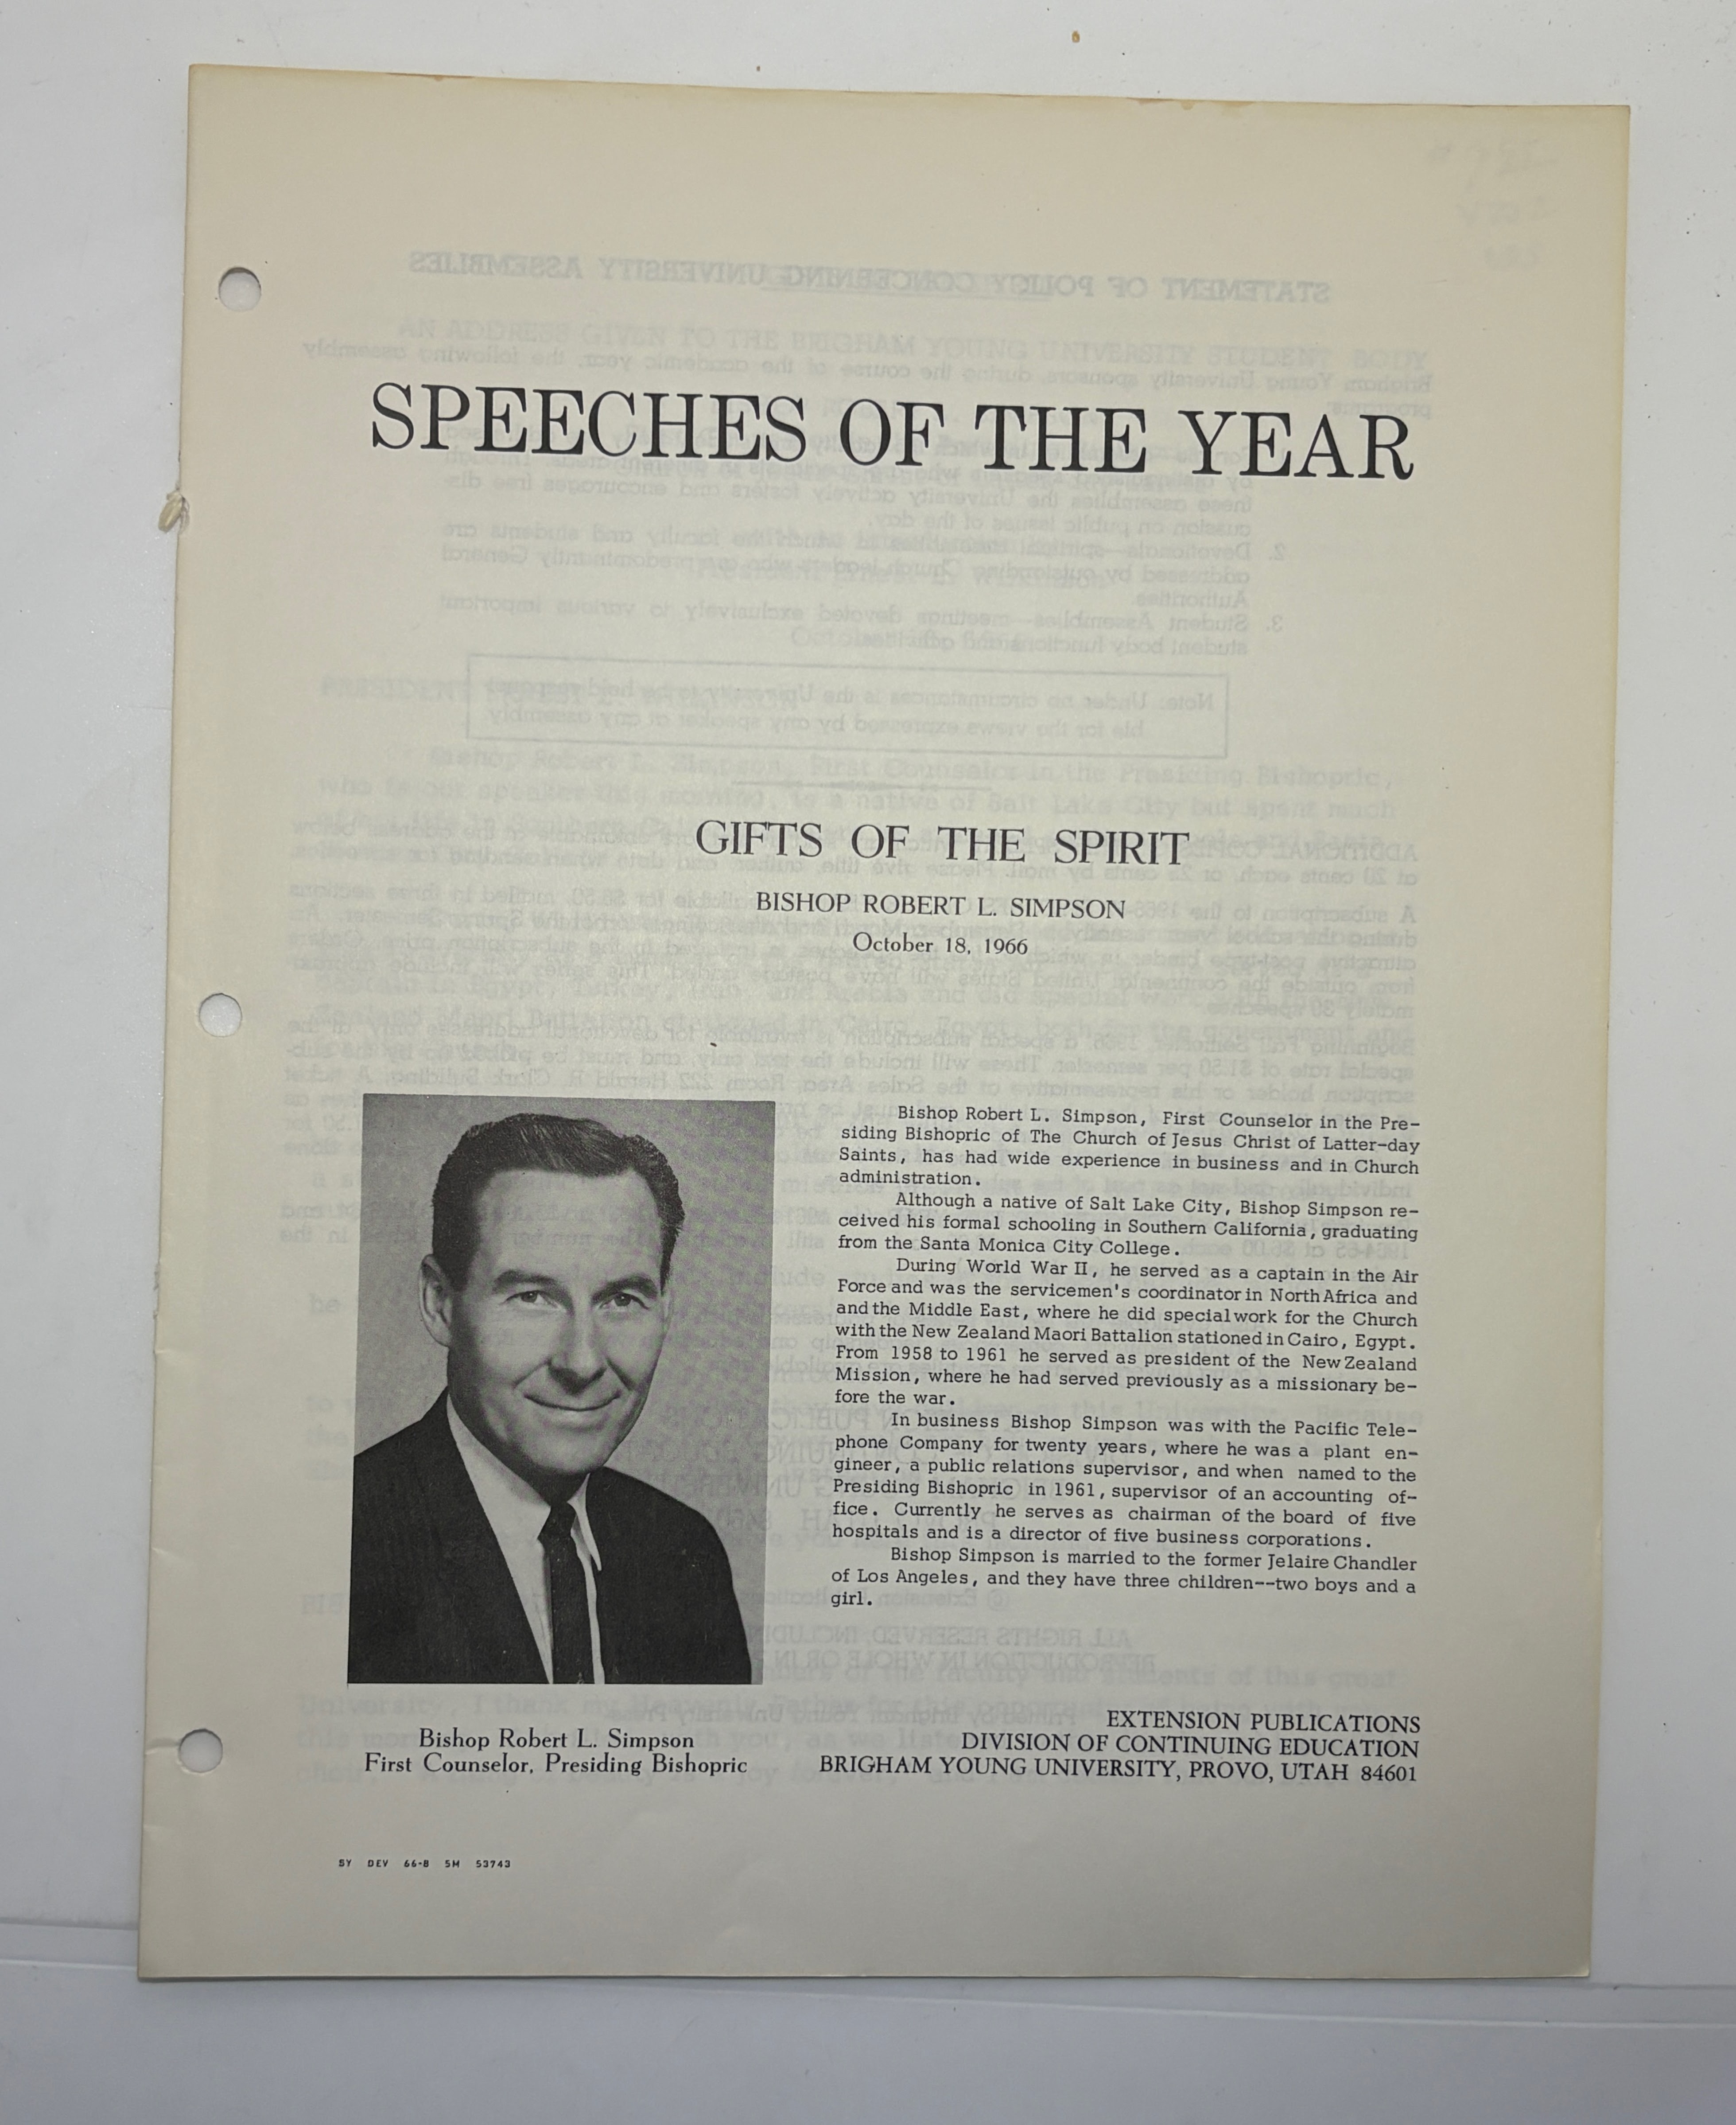 SPEECHES OF THE YEAR
GIFTS OF THE SPIRIT
BISHOP ROBERT L. SIMPSON
October 18, 1966
Bishop Robert L. Simpson, First Counselor in the Pre-
siding Bishopric of The Church of Jesus Christ of Latter-day
Saints, has had wide experience in business and in Church
administration.
Although a native of Salt Lake City, Bishop Simpson re-
ceived his formal schooling in Southern California, graduating
from the Santa Monica City College.
During World War II, he served as a captain in the Air
Force and was the servicemen's coordinator in North Africa and
and the Middle East, where he did special work for the Church
with the New Zealand Maori Battalion stationed in Cairo, Egypt.
From 1958 to 1961 he served as president of the New Zealand
Mission, where he had served previously as a missionary be-
fore the war.
In business Bishop Simpson was with the Pacific Tele-
phone Company for twenty years, where he was a plant en-
gineer, a public relations supervisor, and when named to the
Presiding Bishopric in 1961, supervisor of an accounting of-
fice. Currently he serves as chairman of the board of five
hospitals and is a director of five business corporations.
Bishop Simpson is married to the former Jelaire Chandler
of Los Angeles, and they have three children--two boys and a
girl.
Bishop Robert L. Simpson
First Counselor, Presiding Bishopric
EXTENSION PUBLICATIONS
DIVISION OF CONTINUING EDUCATION
BRIGHAM YOUNG UNIVERSITY, PROVO, UTAH 84601
SY DEV 66-8 5M 53743